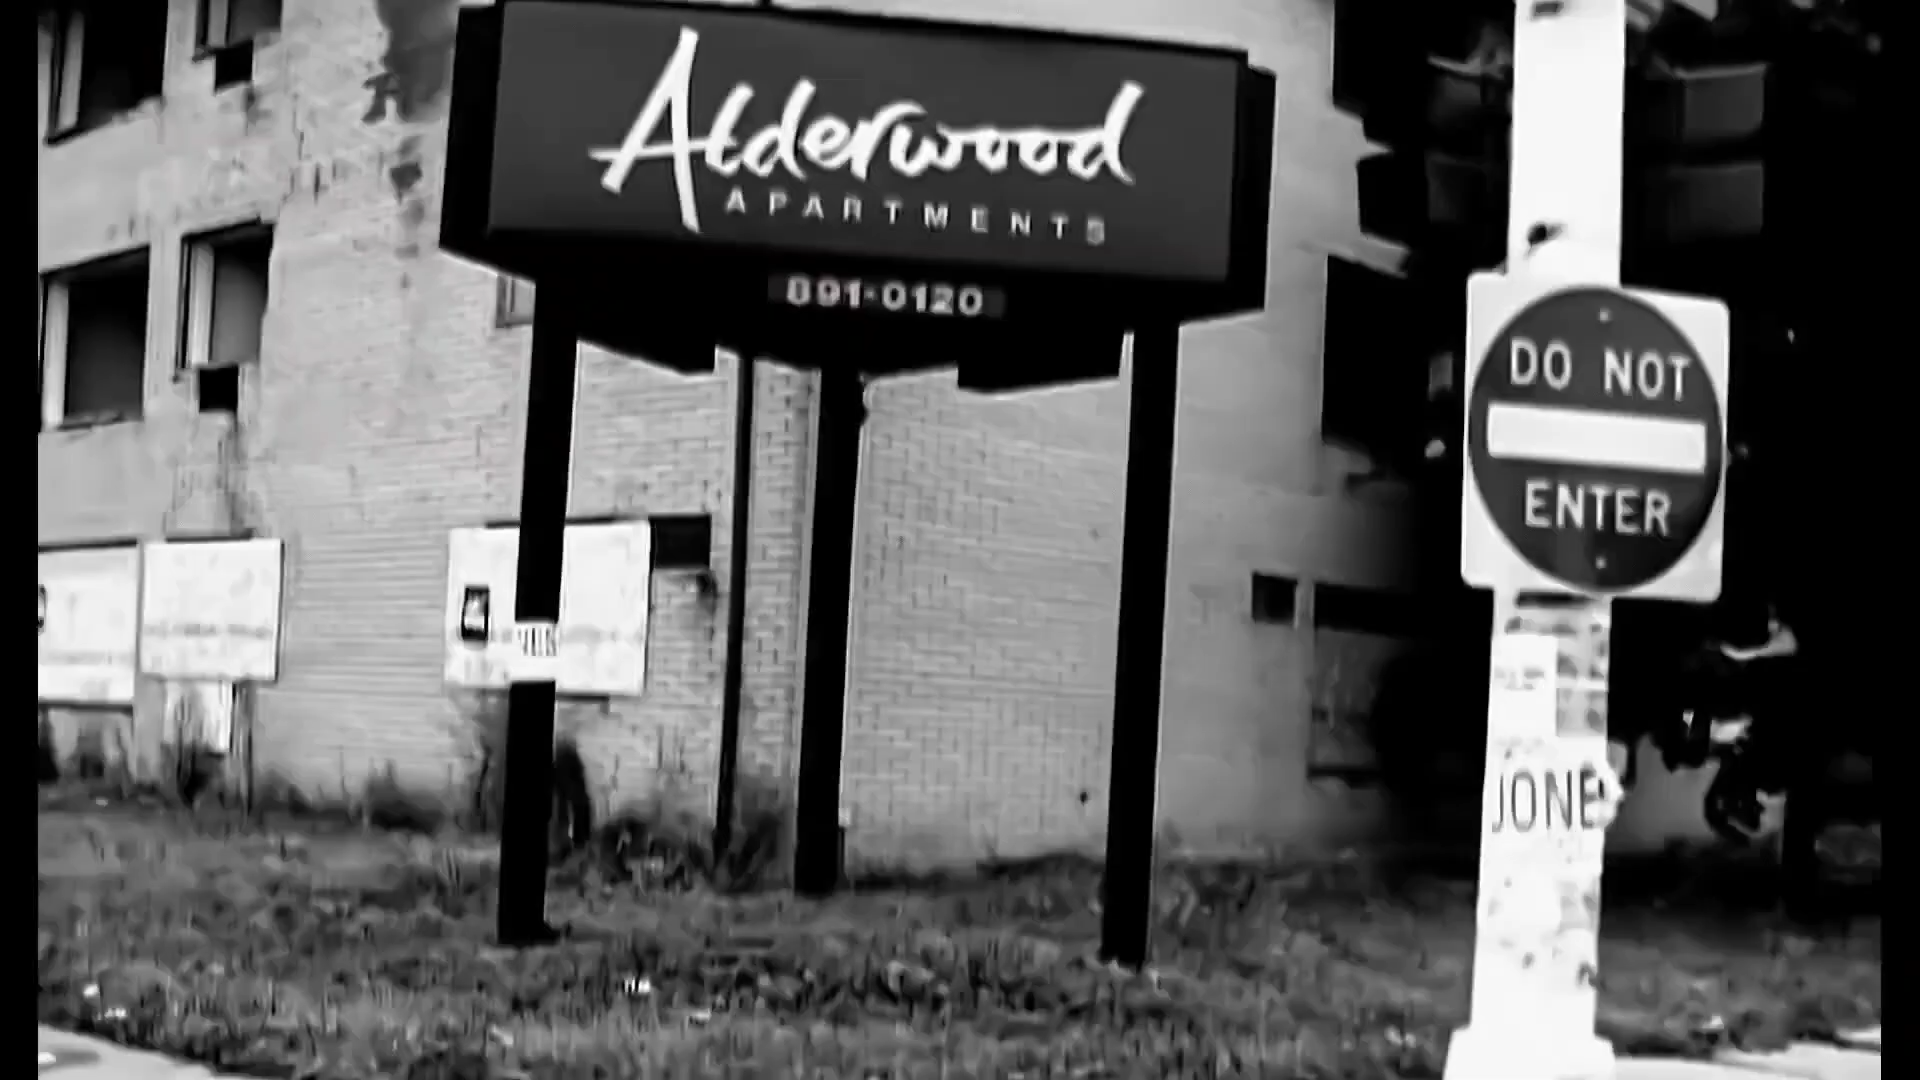 Alderwood
APARTMENTS
891-0120
DO NOT
ENTER
JONE